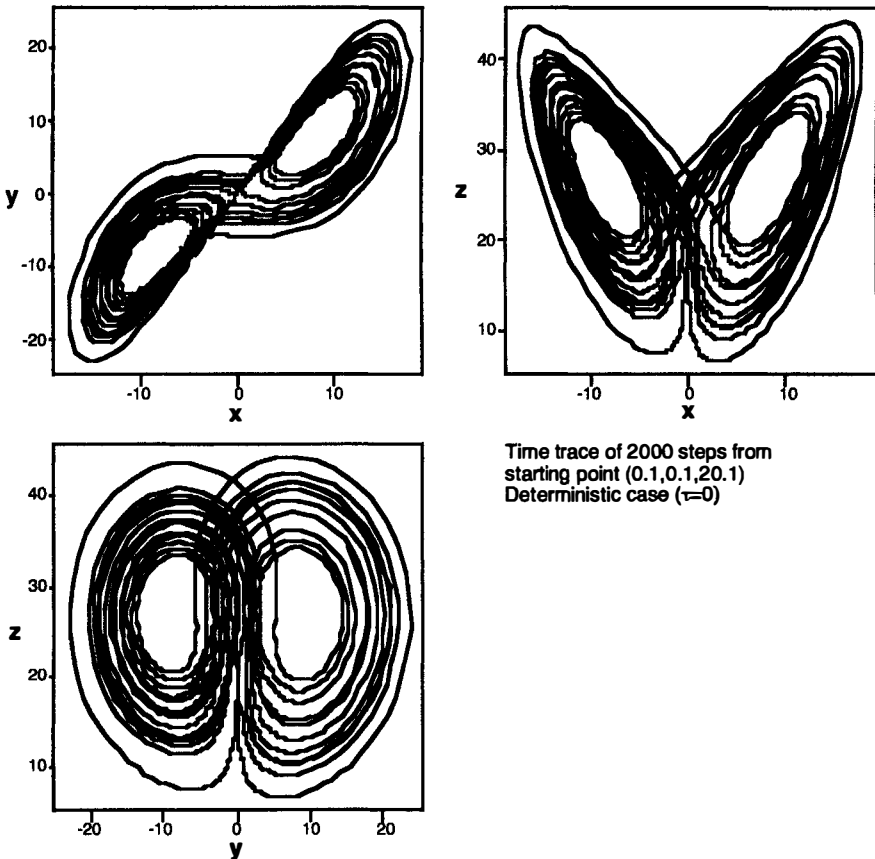 20
10
y
0
-10
-20
-10
0
10
x
40
30
z
20
10
-10
0
10
x
40
30
z
20
10
-20
-10
0
10
20
y
Time trace of 2000 steps from
starting point (0.1,0.1,20.1)
Deterministic case (τ=0)